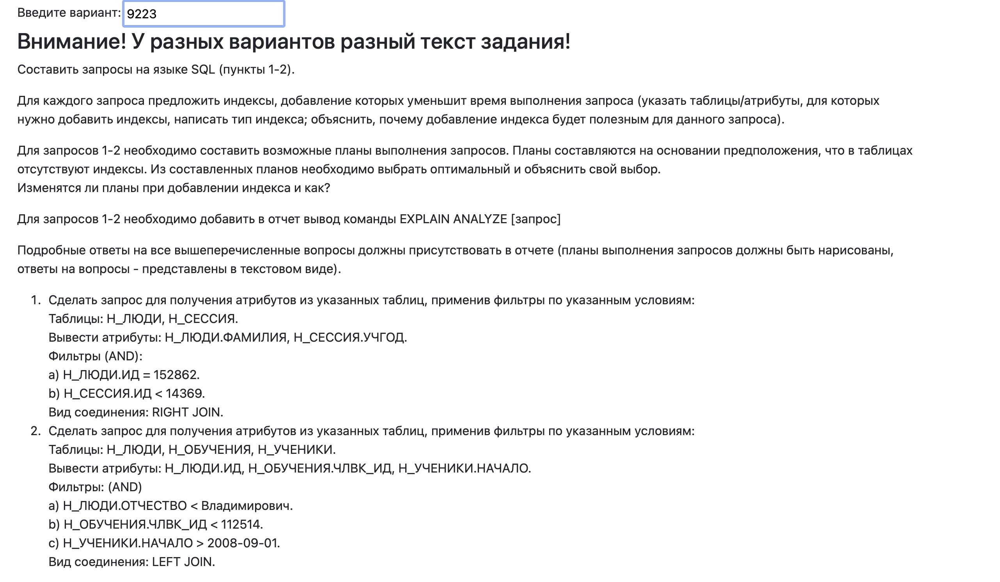 Введите вариант: 9223
Внимание! У разных вариантов разный текст задания!
Составить запросы на языке SQL (пункты 1-2).
Для каждого запроса предложить индексы, добавление которых уменьшит время выполнения запроса (указать таблицы/атрибуты, для которых
нужно добавить индексы, написать тип индекса; объяснить, почему добавление индекса будет полезным для данного запроса).
Для запросов 1-2 необходимо составить возможные планы выполнения запросов. Планы составляются на основании предположения, что в таблицах
отсутствуют индексы. Из составленных планов необходимо выбрать оптимальный и объяснить свой выбор.
Изменятся ли планы при добавлении индекса и как?
Для запросов 1-2 необходимо добавить в отчет вывод команды EXPLAIN ANALYZE [запрос]
Подробные ответы на все вышеперечисленные вопросы должны присутствовать в отчете (планы выполнения запросов должны быть нарисованы,
ответы на вопросы - представлены в текстовом виде).
1. Сделать запрос для получения атрибутов из указанных таблиц, применив фильтры по указанным условиям:
Таблицы: Н_ЛЮДИ, Н_СЕССИЯ.
Вывести атрибуты: Н_ЛЮДИ.ФАМИЛИЯ, Н_СЕССИЯ.УЧГОД.
Фильтры (AND):
a) Н_ЛЮДИ.ИД = 152862.
b) Н_СЕССИЯ.ИД < 14369.
Вид соединения: RIGHT JOIN.
2. Сделать запрос для получения атрибутов из указанных таблиц, применив фильтры по указанным условиям:
Таблицы: Н_ЛЮДИ, Н_ОБУЧЕНИЯ, Н_УЧЕНИКИ.
Вывести атрибуты: Н_ЛЮДИ.ИД, Н_ОБУЧЕНИЯ.ЧЛВК_ИД, Н_УЧЕНИКИ.НАЧАЛО.
Фильтры: (AND)
a) Н_ЛЮДИ.ОТЧЕСТВО < Владимирович.
b) Н_ОБУЧЕНИЯ.ЧЛВК_ИД < 112514.
c) Н_УЧЕНИКИ.НАЧАЛО > 2008-09-01.
Вид соединения: LEFT JOIN.